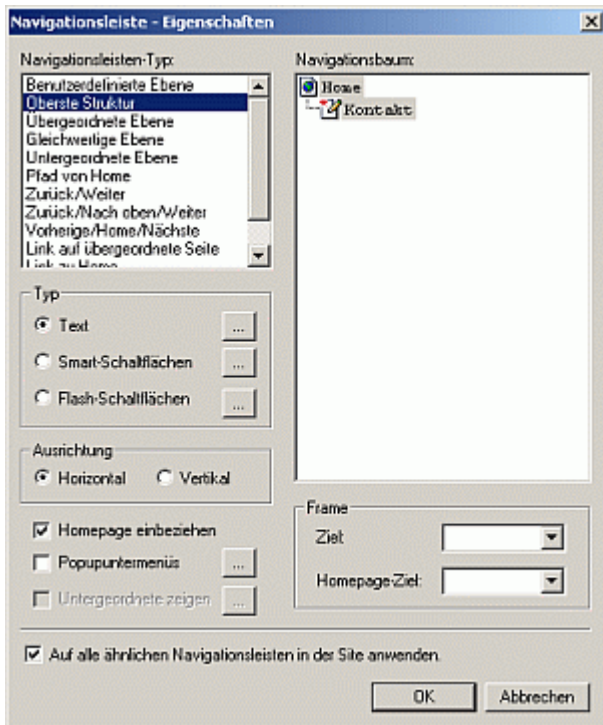 Navigationsleiste - Eigenschaften
Navigationsleisten-Typ:
Benutzerdefinierte Ebene
Oberste Struktur
Übergeordnete Ebene
Gleichwertige Ebene
Untergeordnete Ebene
Pfad von Home
Zurück/Weiter
Zurück/Nach oben/Weiter
Vorherige/Home/Nächste
Link auf übergeordnete Seite
Link zu Home
Navigationsbaum:
Home
Kontakt
Typ
Text
...
Smart-Schaltflächen
...
Flash-Schaltflächen
...
Ausrichtung
Horizontal Vertikal
Homepage einbeziehen
Popupuntermenüs
...
Untergeordnete zeigen
...
Frame
Ziel:
Homepage-Ziel:
Auf alle ähnlichen Navigationsleisten in der Site anwenden.
OK Abbrechen